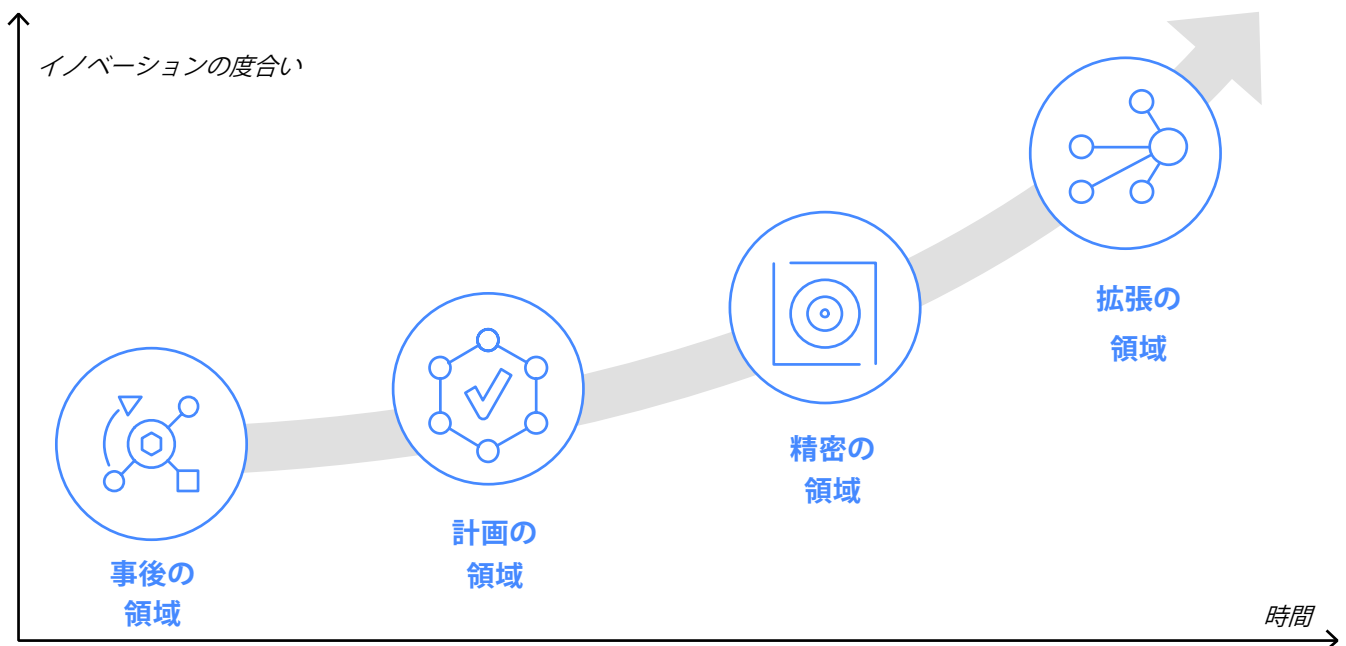 イノベーションの度合い
拡張の
領域
精密の
領域
計画の
領域
事後の
領域
時間